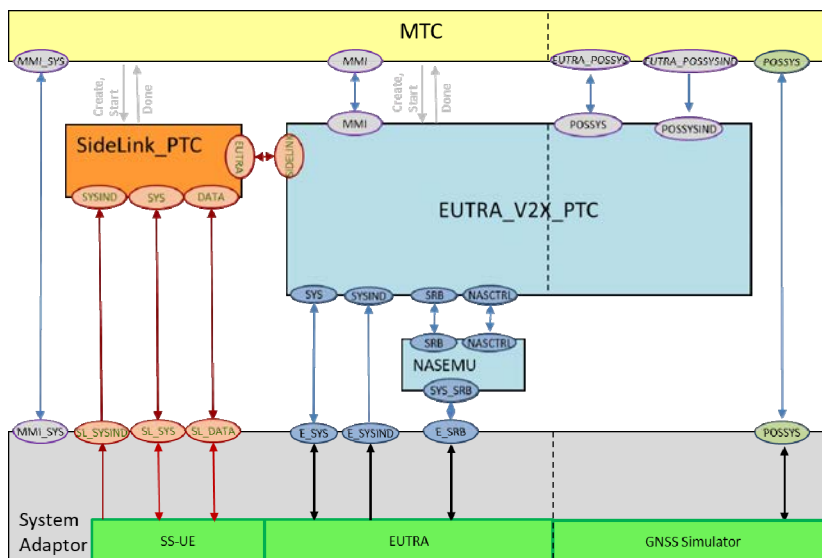 MTC
MMI_SYS
MMI
EUTRA_POSSYS
EUTRA_POSSYSIND
POSSYS
Create,
Start
Done
Create,
Start
Done
MMI
POSSYS
POSSYSIND
SideLink_PTC
EUTRA
SIDELINK
SYSIND
SYS
DATA
EUTRA_V2X_PTC
SYS
SYSIND
SRB
NASCTRL
SRB
NASCTRL
NASEMU
SYS_SRB
MMI_SYS
SL_SYSIND
SL_SYS
SL_DATA
E_SYS
E_SYSIND
E_SRB
POSSYS
System
Adaptor
SS-UE
EUTRA
GNSS Simulator